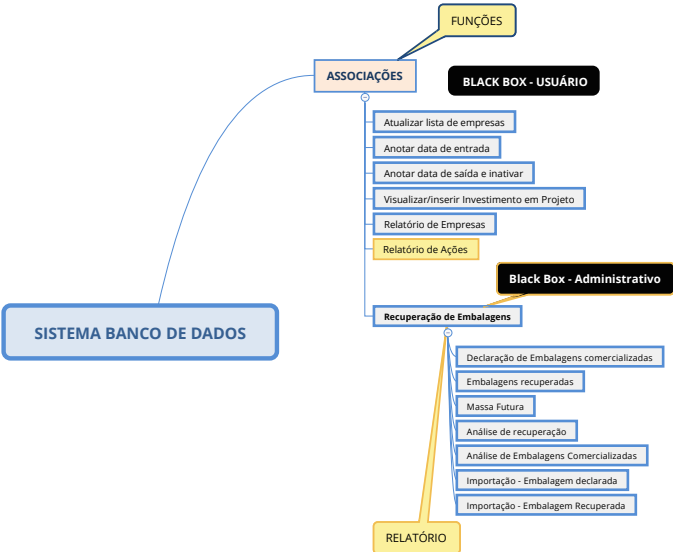 FUNÇÕES
ASSOCIAÇÕES
BLACK BOX - USUÁRIO
Atualizar lista de empresas
Anotar data de entrada
Anotar data de saída e inativar
Visualizar/inserir Investimento em Projeto
Relatório de Empresas
Relatório de Ações
Black Box - Administrativo
Recuperação de Embalagens
SISTEMA BANCO DE DADOS
Declaração de Embalagens comercializadas
Embalagens recuperadas
Massa Futura
Análise de recuperação
Análise de Embalagens Comercializadas
Importação - Embalagem declarada
Importação - Embalagem Recuperada
RELATÓRIO